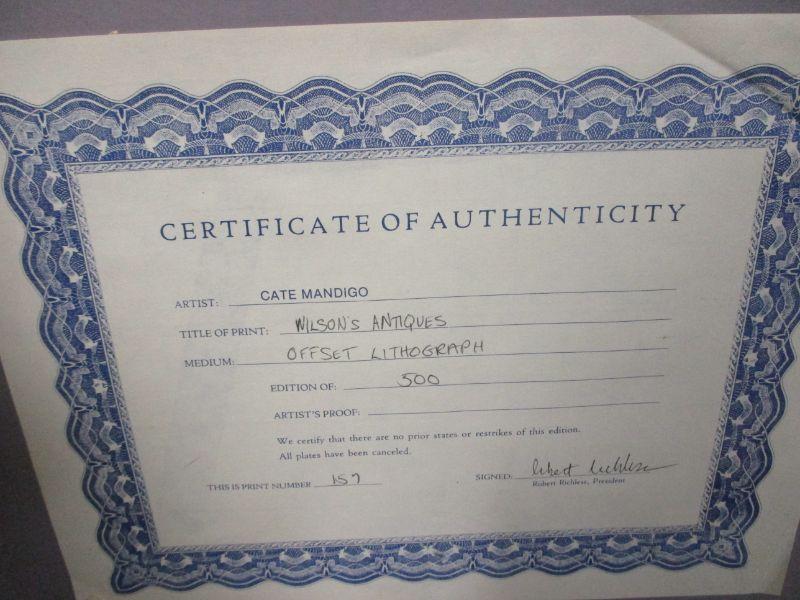 CERTIFICATE OF AUTHENTICITY
ARTIST: CATE MANDIGO
TITLE OF PRINT: WILSON'S ANTIQUES
MEDIUM: OFFSET LITHOGRAPH
EDITION OF: 500
ARTIST'S PROOF:
We certify that there are no prior states or restrikes of this edition.
All plates have been canceled.
THIS IS PRINT NUMBER 157 SIGNED: Robert Richless
Robert Richless, President